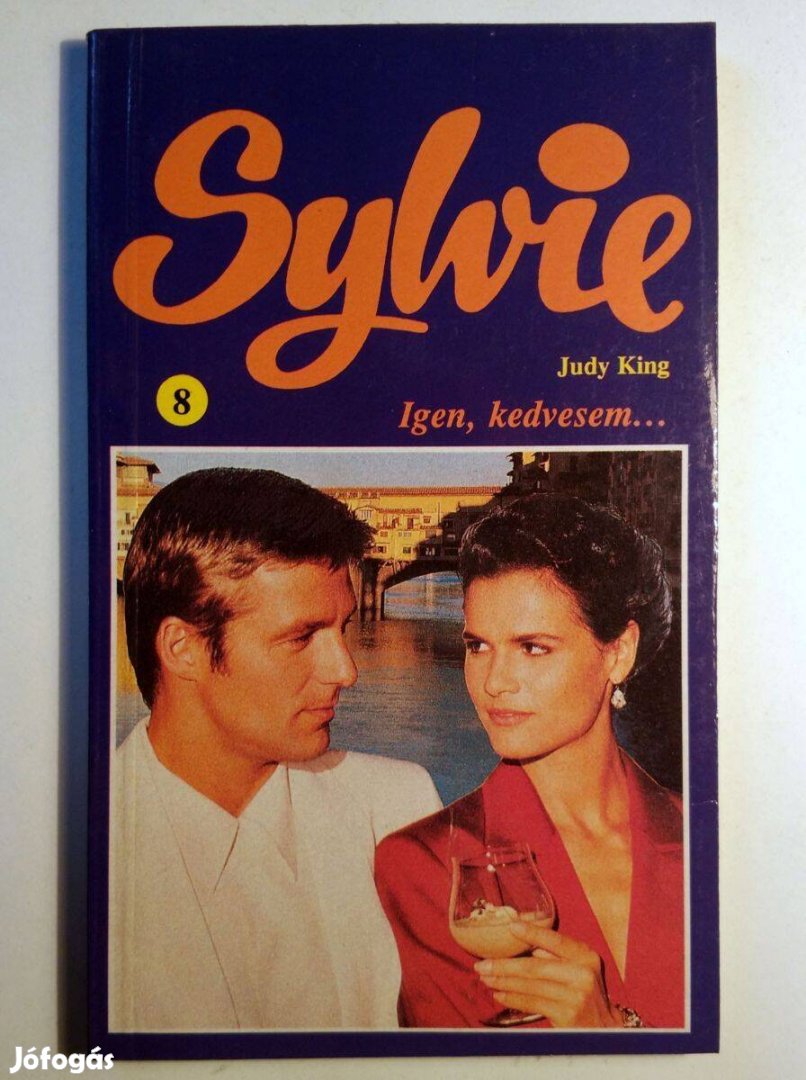 Sylvie
Judy King
8
Igen, kedvesem...
Jófogás